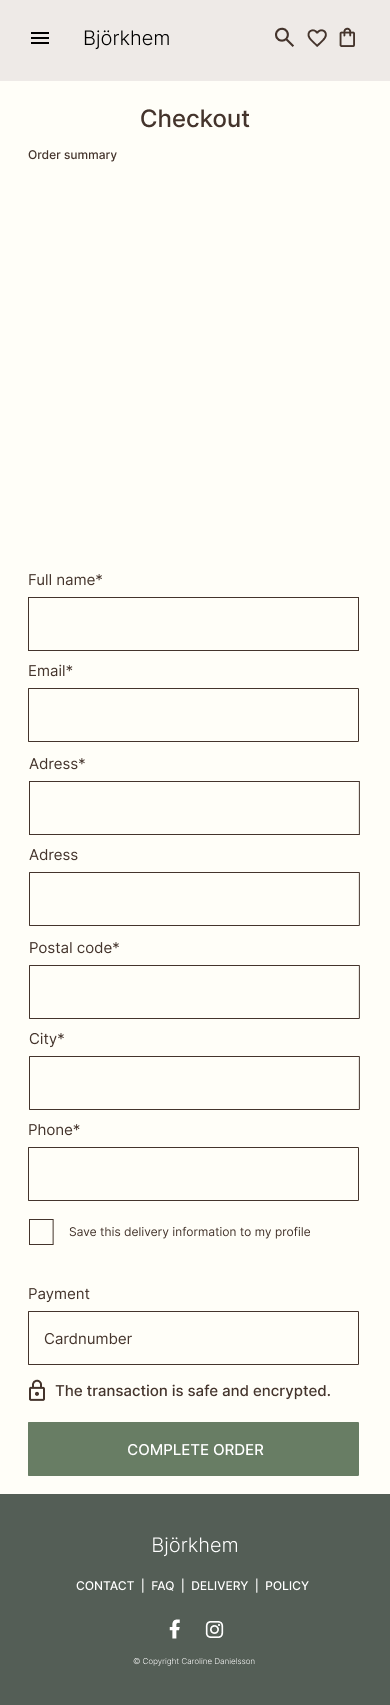 Björkhem
Checkout
Order summary
Full name*
Email*
Adress*
Adress
Postal code*
City*
Phone*
Save this delivery information to my profile
Payment
Cardnumber
The transaction is safe and encrypted.
COMPLETE ORDER
Björkhem
CONTACT | FAQ | DELIVERY | POLICY
© Copyright Caroline Danielsson